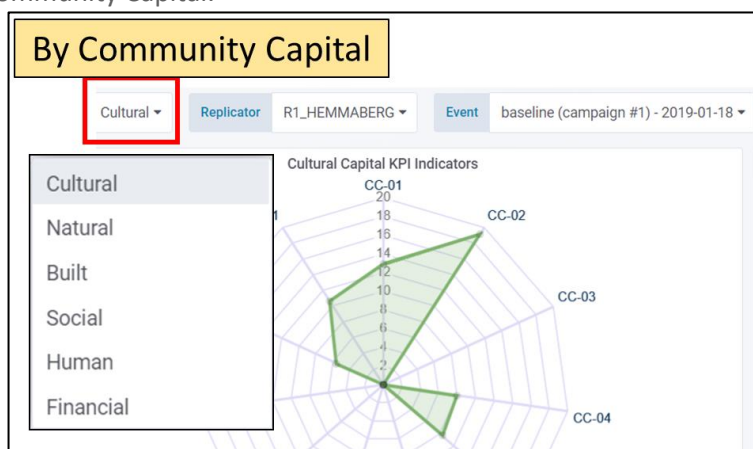 By Community Capital
Cultural Replicator R1_HEMMABERG Event baseline (campaign #1) - 2019-01-18
Cultural Capital KPI Indicators
CC-01
20
CC-02
18
16
14
12
10
8
6
4
2
CC-03
CC-04
Cultural
Natural
Built
Social
Human
Financial